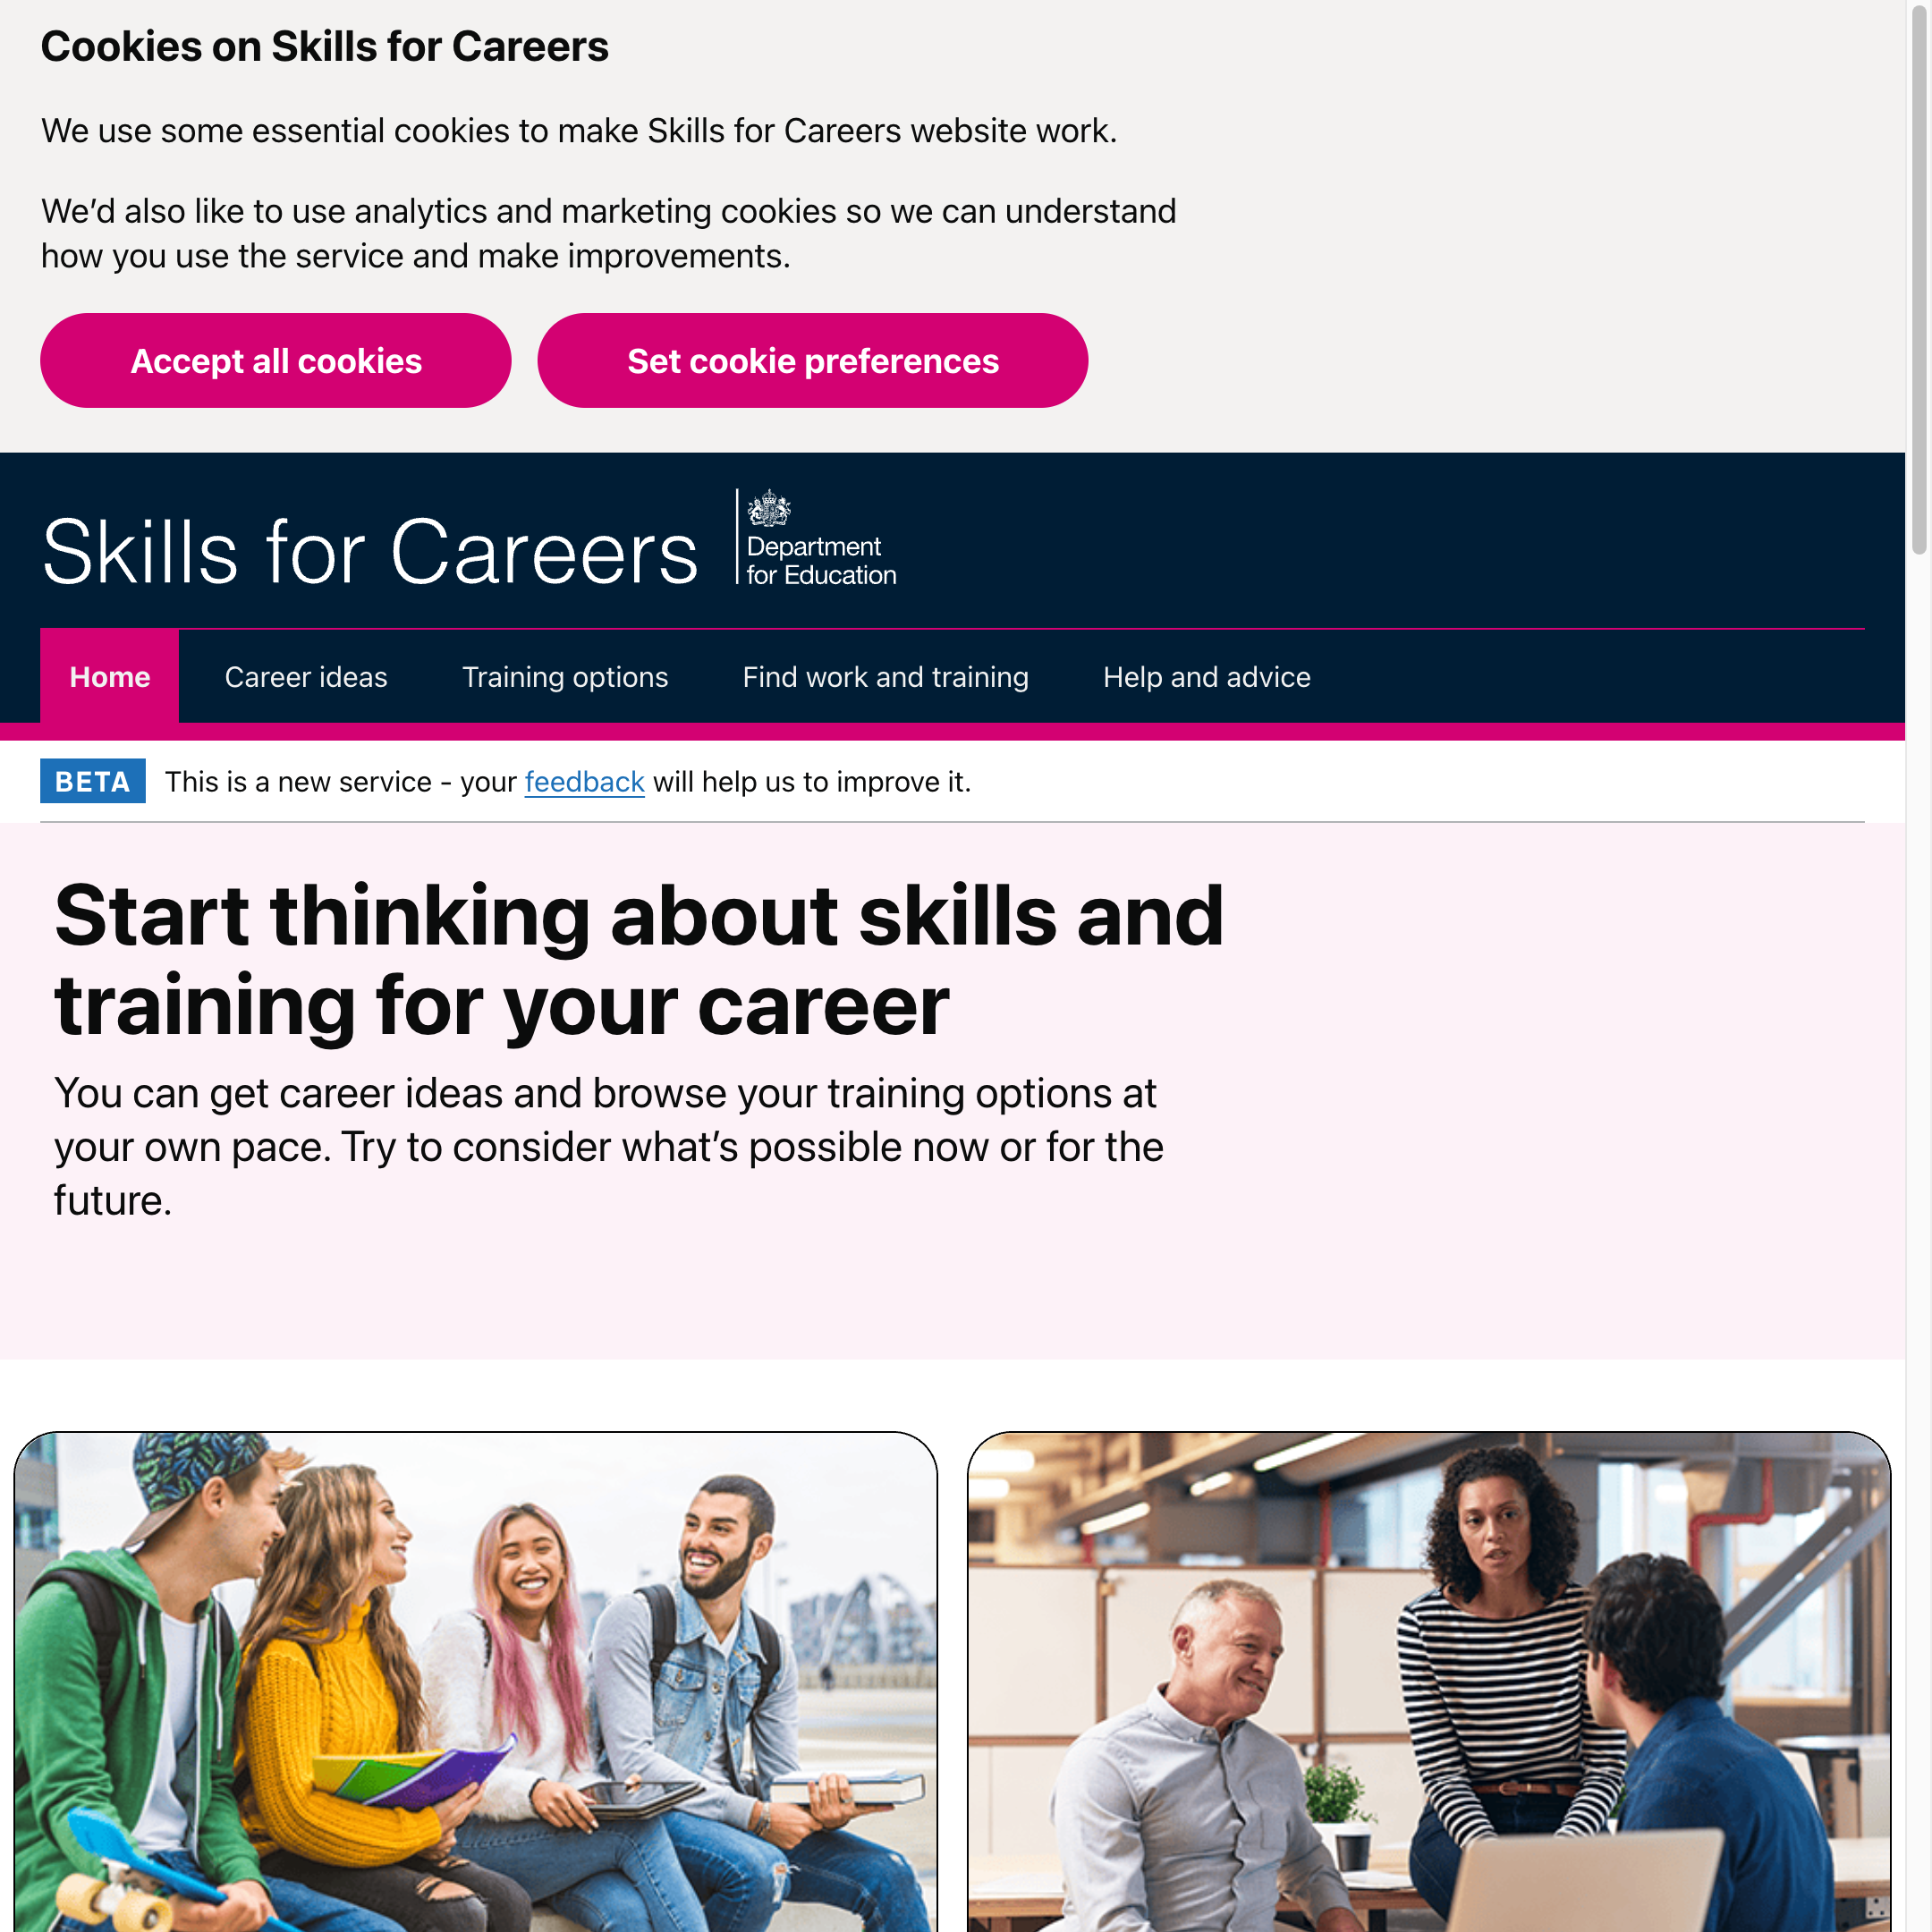 Cookies on Skills for Careers
We use some essential cookies to make Skills for Careers website work.
We’d also like to use analytics and marketing cookies so we can understand
how you use the service and make improvements.
Accept all cookies
Set cookie preferences
Skills for Careers
Department
for Education
Home
Career ideas
Training options
Find work and training
Help and advice
BETA This is a new service - your feedback will help us to improve it.
Start thinking about skills and
training for your career
You can get career ideas and browse your training options at
your own pace. Try to consider what’s possible now or for the
future.